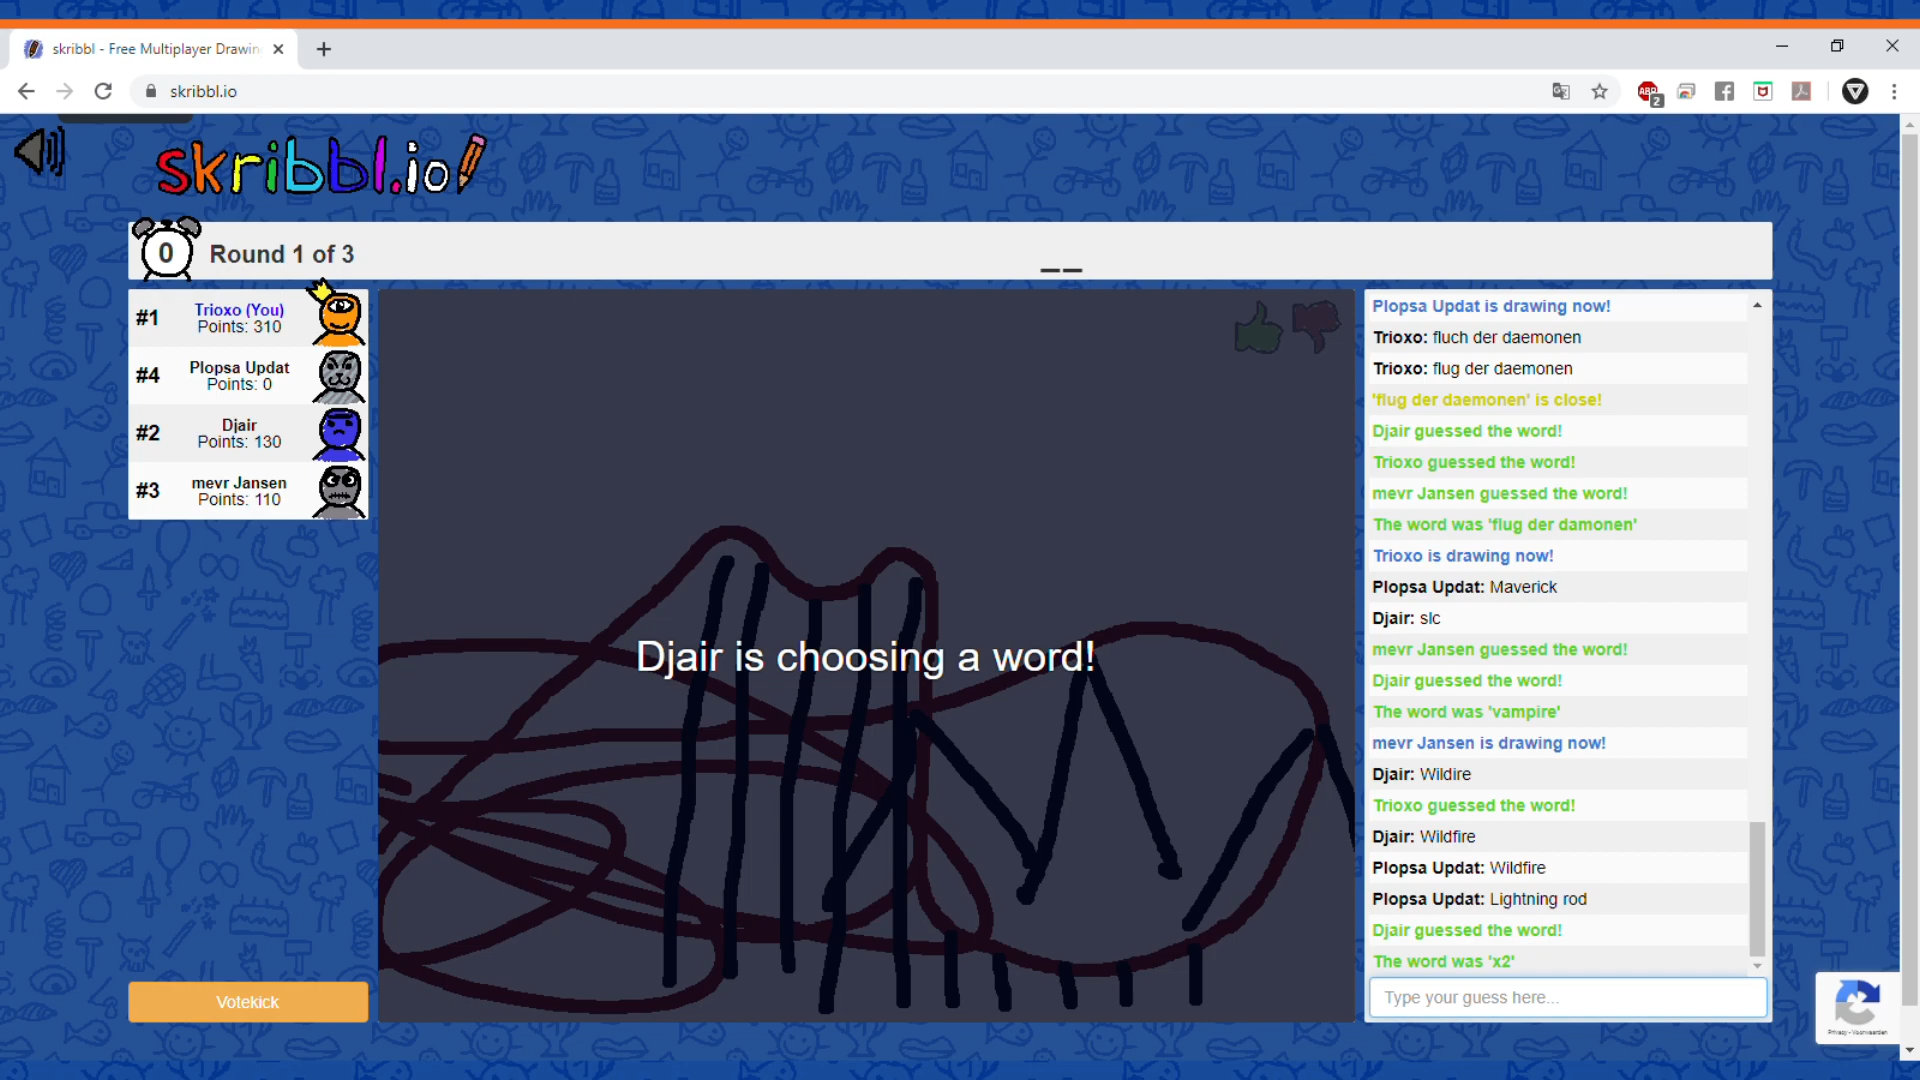 skribbl - Free Multiplayer Drawin
skribbl.io
ABP
2
skribbl.io
0
Round 1 of 3
__
#1
Trioxo (You)
Points: 310
#4
Plopsa Updat
Points: 0
#2
Djair
Points: 130
#3
mevr Jansen
Points: 110
Votekick
Djair is choosing a word!
Plopsa Updat is drawing now!
Trioxo: fluch der daemonen
Trioxo: flug der daemonen
'flug der daemonen' is close!
Djair guessed the word!
Trioxo guessed the word!
mevr Jansen guessed the word!
The word was 'flug der damonen'
Trioxo is drawing now!
Plopsa Updat: Maverick
Djair: slc
mevr Jansen guessed the word!
Djair guessed the word!
The word was 'vampire'
mevr Jansen is drawing now!
Djair: Wildire
Trioxo guessed the word!
Djair: Wildfire
Plopsa Updat: Wildfire
Plopsa Updat: Lightning rod
Djair guessed the word!
The word was 'x2'
Type your guess here...
Privacy - Voorwaarden